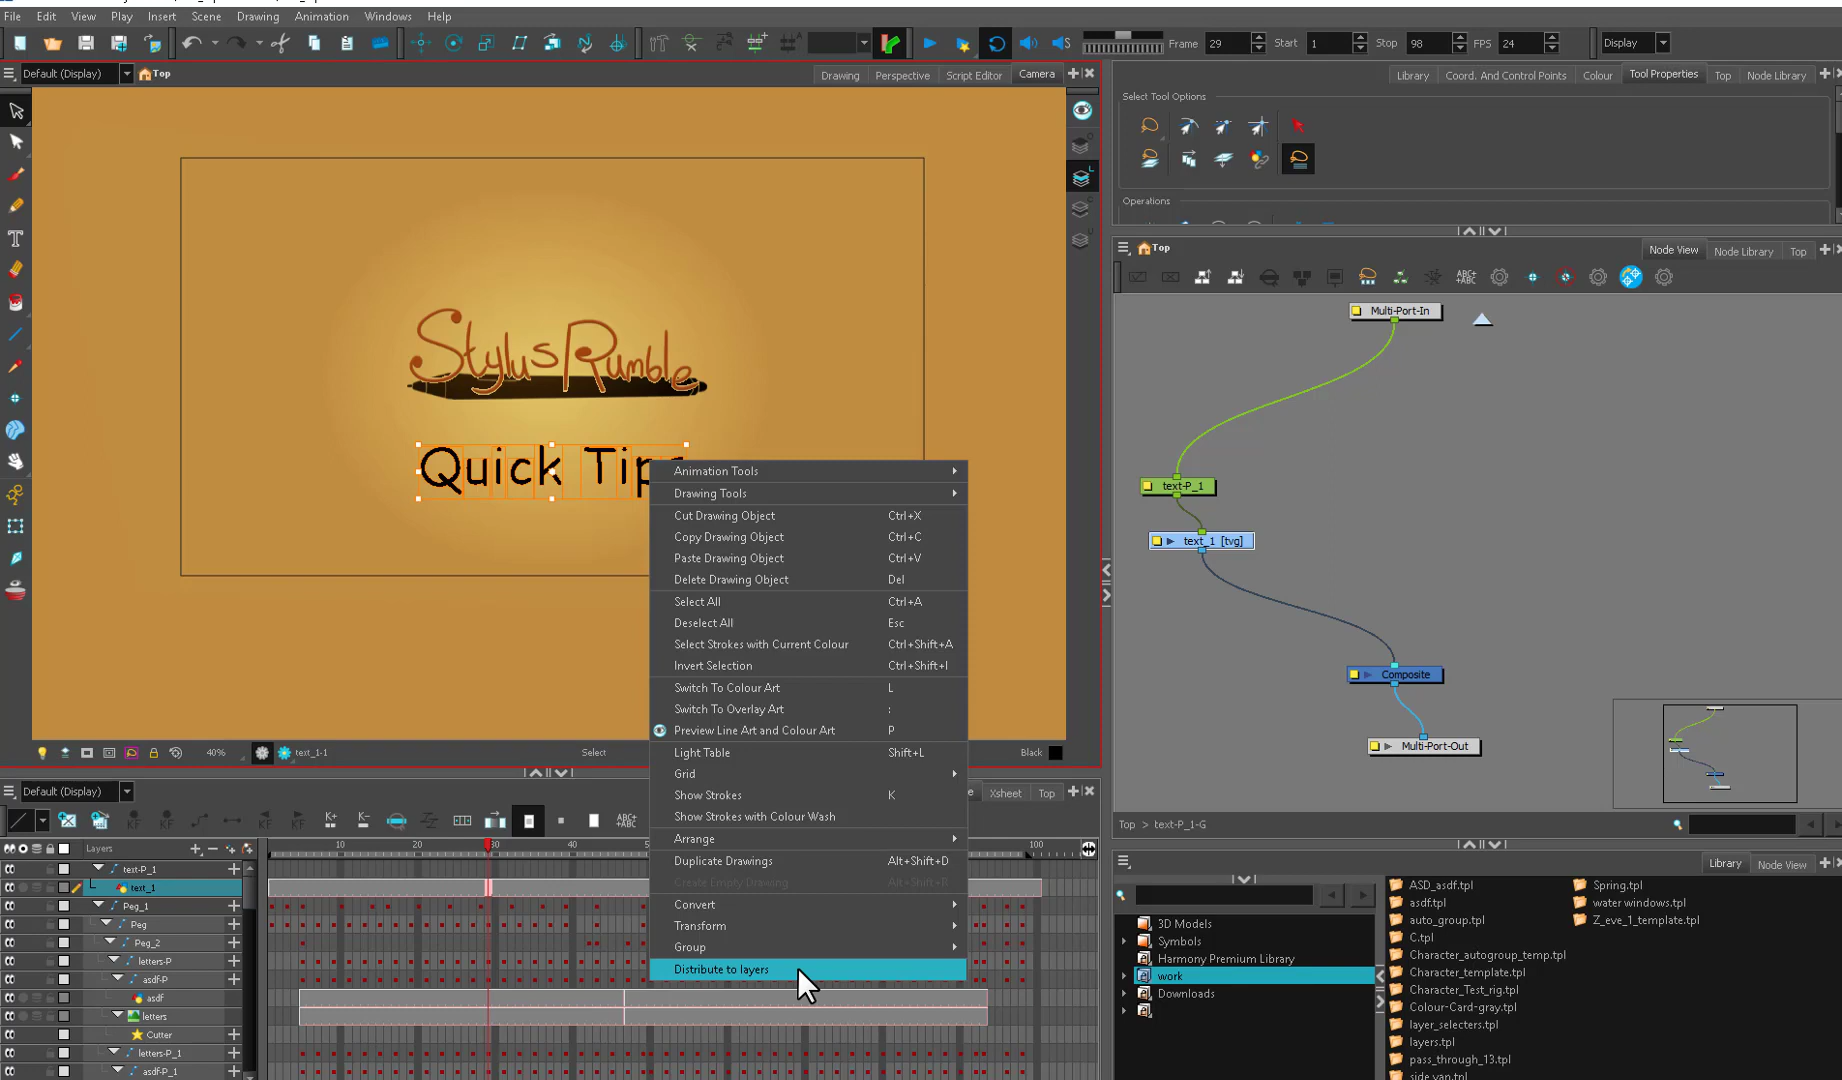 File Edit View Play Insert Scene Drawing Animation Windows Help
Frame 29 Start 1 Stop 98 FPS 24 Display
Default (Display) Top Drawing Perspective Script Editor Camera
Library Coord. And Control Points Colour Tool Properties Top Node Library
Select Tool Options
Operations
Top Node View Node Library Top
Stylus Rumble
Quick Tips
Animation Tools
Drawing Tools
Cut Drawing Object Ctrl+X
Copy Drawing Object Ctrl+C
Paste Drawing Object Ctrl+V
Delete Drawing Object Del
Select All Ctrl+A
Deselect All Esc
Select Strokes with Current Colour Ctrl+Shift+A
Invert Selection Ctrl+Shift+I
Switch To Colour Art L
Switch To Overlay Art :
Preview Line Art and Colour Art P
Light Table Shift+L
Grid
Show Strokes K
Show Strokes with Colour Wash
Arrange
Duplicate Drawings Alt+Shift+D
Create Empty Drawing Alt+Shift+R
Convert
Transform
Group
Distribute to layers
Multi-Port-In
text-P_1
text_1 [tvg]
Composite
Multi-Port-Out
Top > text-P_1-G
40% text_1-1 Select Black
Default (Display) Xsheet Top
Layers 10 30 40 100
text-P_1
text_1
Peg_1
Peg
Peg_2
letters-P
asdf-P
asdf
letters
Cutter
letters-P_1
asdf-P_1
Library Node View
3D Models
Symbols
Harmony Premium Library
work
Downloads
ASD_asdf.tpl
asdf.tpl
auto_group.tpl
C.tpl
Character_autogroup_temp.tpl
Character_template.tpl
Character_Test_rig.tpl
Colour-Card-gray.tpl
layer_selecters.tpl
layers.tpl
pass_through_13.tpl
side van.tpl
Spring.tpl
water windows.tpl
Z_eve_1_template.tpl